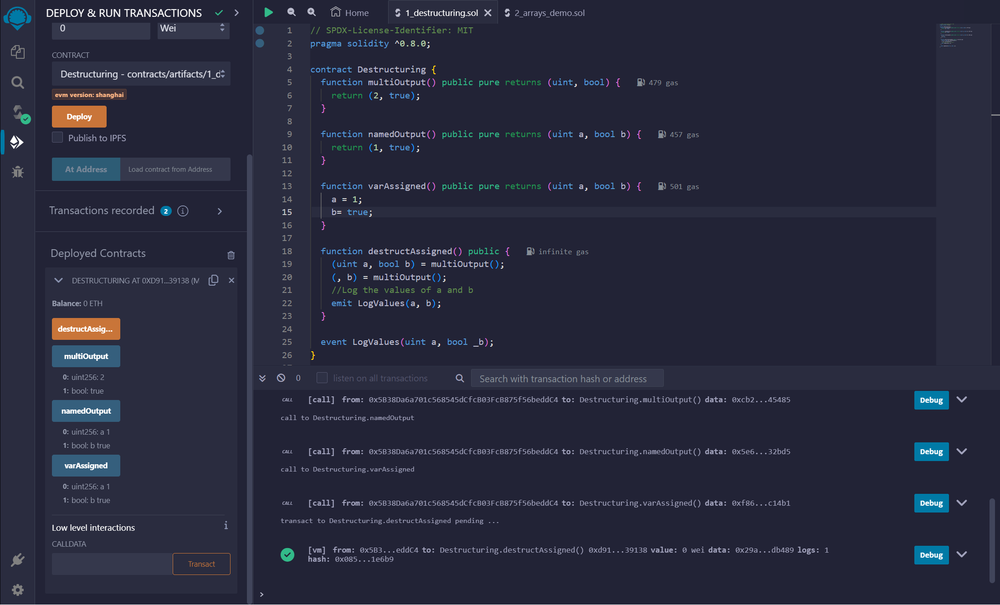 DEPLOY & RUN TRANSACTIONS
0
Wei
CONTRACT
Destructuring - contracts/artifacts/1_d
evm version: shanghai
Deploy
Publish to IPFS
At Address
Load contract from Address
Transactions recorded 2
Deployed Contracts
DESTRUCTURING AT 0XD91...39138 (M
Balance: 0 ETH
destructAssig...
multiOutput
0: uint256: 2
1: bool: true
namedOutput
0: uint256: a 1
1: bool: b true
varAssigned
0: uint256: a 1
1: bool: b true
Low level interactions
CALLDATA
Transact
Home
1_destructuring.sol
2_arrays_demo.sol
1 // SPDX-License-Identifier: MIT
2 pragma solidity ^0.8.0;
3
4 contract Destructuring {
5 function multiOutput() public pure returns (uint, bool) { 479 gas
6 return (2, true);
7 }
8
9 function namedOutput() public pure returns (uint a, bool b) { 457 gas
10 return (1, true);
11 }
12
13 function varAssigned() public pure returns (uint a, bool b) { 501 gas
14 a = 1;
15 b= true;
16 }
17
18 function destructAssigned() public { infinite gas
19 (uint a, bool b) = multiOutput();
20 (, b) = multiOutput();
21 //Log the values of a and b
22 emit LogValues(a, b);
23 }
24
25 event LogValues(uint a, bool _b);
26 }
0
listen on all transactions
Search with transaction hash or address
CALL [call] from: 0x5B38Da6a701c568545dCfcB03FcB875f56beddC4 to: Destructuring.multiOutput() data: 0xcb2...45485
Debug
call to Destructuring.namedOutput
CALL [call] from: 0x5B38Da6a701c568545dCfcB03FcB875f56beddC4 to: Destructuring.namedOutput() data: 0x5e6...32bd5
Debug
call to Destructuring.varAssigned
CALL [call] from: 0x5B38Da6a701c568545dCfcB03FcB875f56beddC4 to: Destructuring.varAssigned() data: 0xf86...c14b1
Debug
transact to Destructuring.destructAssigned pending ...
[vm] from: 0x5B3...eddC4 to: Destructuring.destructAssigned() 0xd91...39138 value: 0 wei data: 0x29a...db489 logs: 1
hash: 0x085...1e6b9
Debug
>